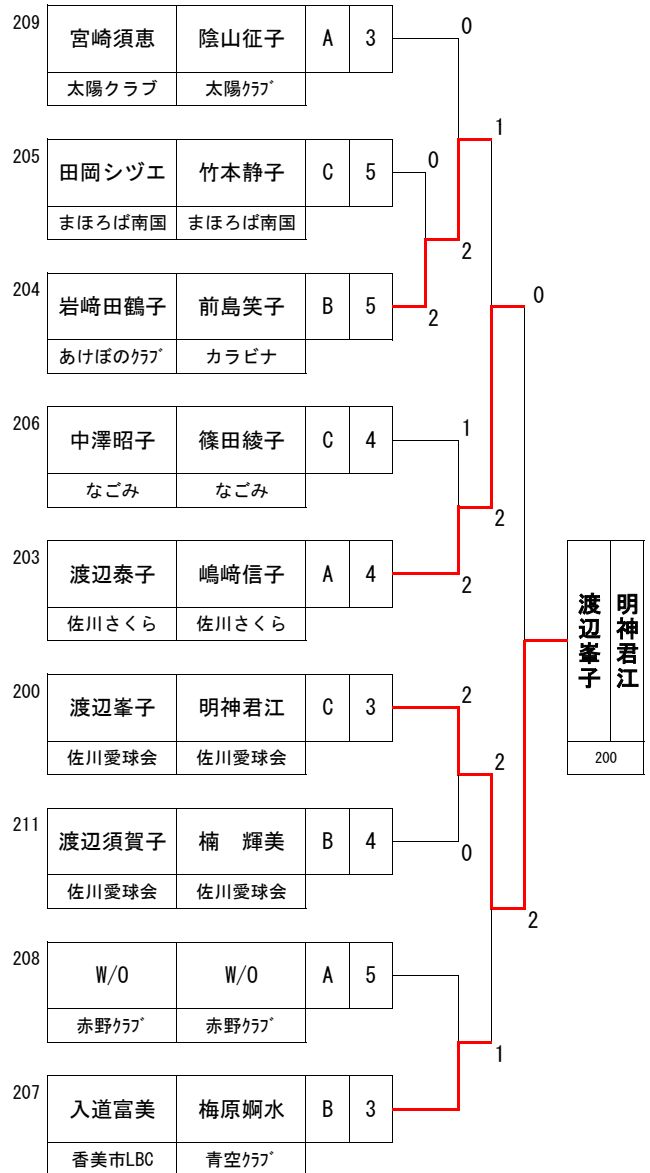 209 宮崎須恵 陰山征子 A 3
太陽クラブ 太陽ｸﾗﾌﾞ
0
1
205 田岡シヅエ 竹本静子 C 5
まほろば南国 まほろば南国
0
2
204 岩﨑田鶴子 前島笑子 B 5
あけぼのｸﾗﾌﾞ カラビナ
2
0
206 中澤昭子 篠田綾子 C 4
なごみ なごみ
1
2
203 渡辺泰子 嶋﨑信子 A 4
佐川さくら 佐川さくら
2
渡辺峯子 明神君江
200
200 渡辺峯子 明神君江 C 3
佐川愛球会 佐川愛球会
2
2
211 渡辺須賀子 楠　輝美 B 4
佐川愛球会 佐川愛球会
0
2
208 W/O W/O A 5
赤野ｸﾗﾌﾞ 赤野ｸﾗﾌﾞ
1
207 入道富美 梅原婀水 B 3
香美市LBC 青空ｸﾗﾌﾞ